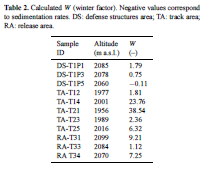 Table 2. Calculated W (winter factor). Negative values correspond
to sedimentation rates. DS: defense structures area; TA: track area;
RA: release area.
Sample Altitude W
ID (m a.s.l.) (–)
DS-T1P1 2085 1.79
DS-T1P3 2078 0.75
DS-T1P5 2060 −0.11
TA-T12 1977 1.81
TA-T14 2001 23.76
TA-T21 1956 38.54
TA-T23 1989 2.36
TA-T25 2016 6.32
RA-T31 2099 9.21
RA-T33 2084 1.12
RA T34 2070 7.25